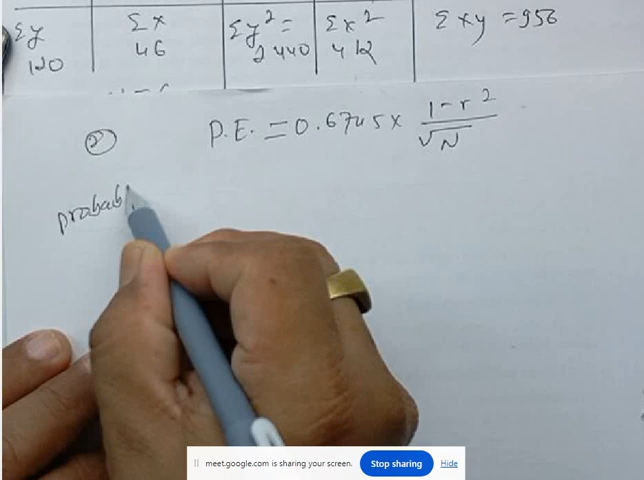 Σy Σx Σy² = Σx² Σxy = 956
120 46 2440 412
② P.E. = 0.6745 × 1 - r² / √N
probab
meet.google.com is sharing your screen. Stop sharing Hide